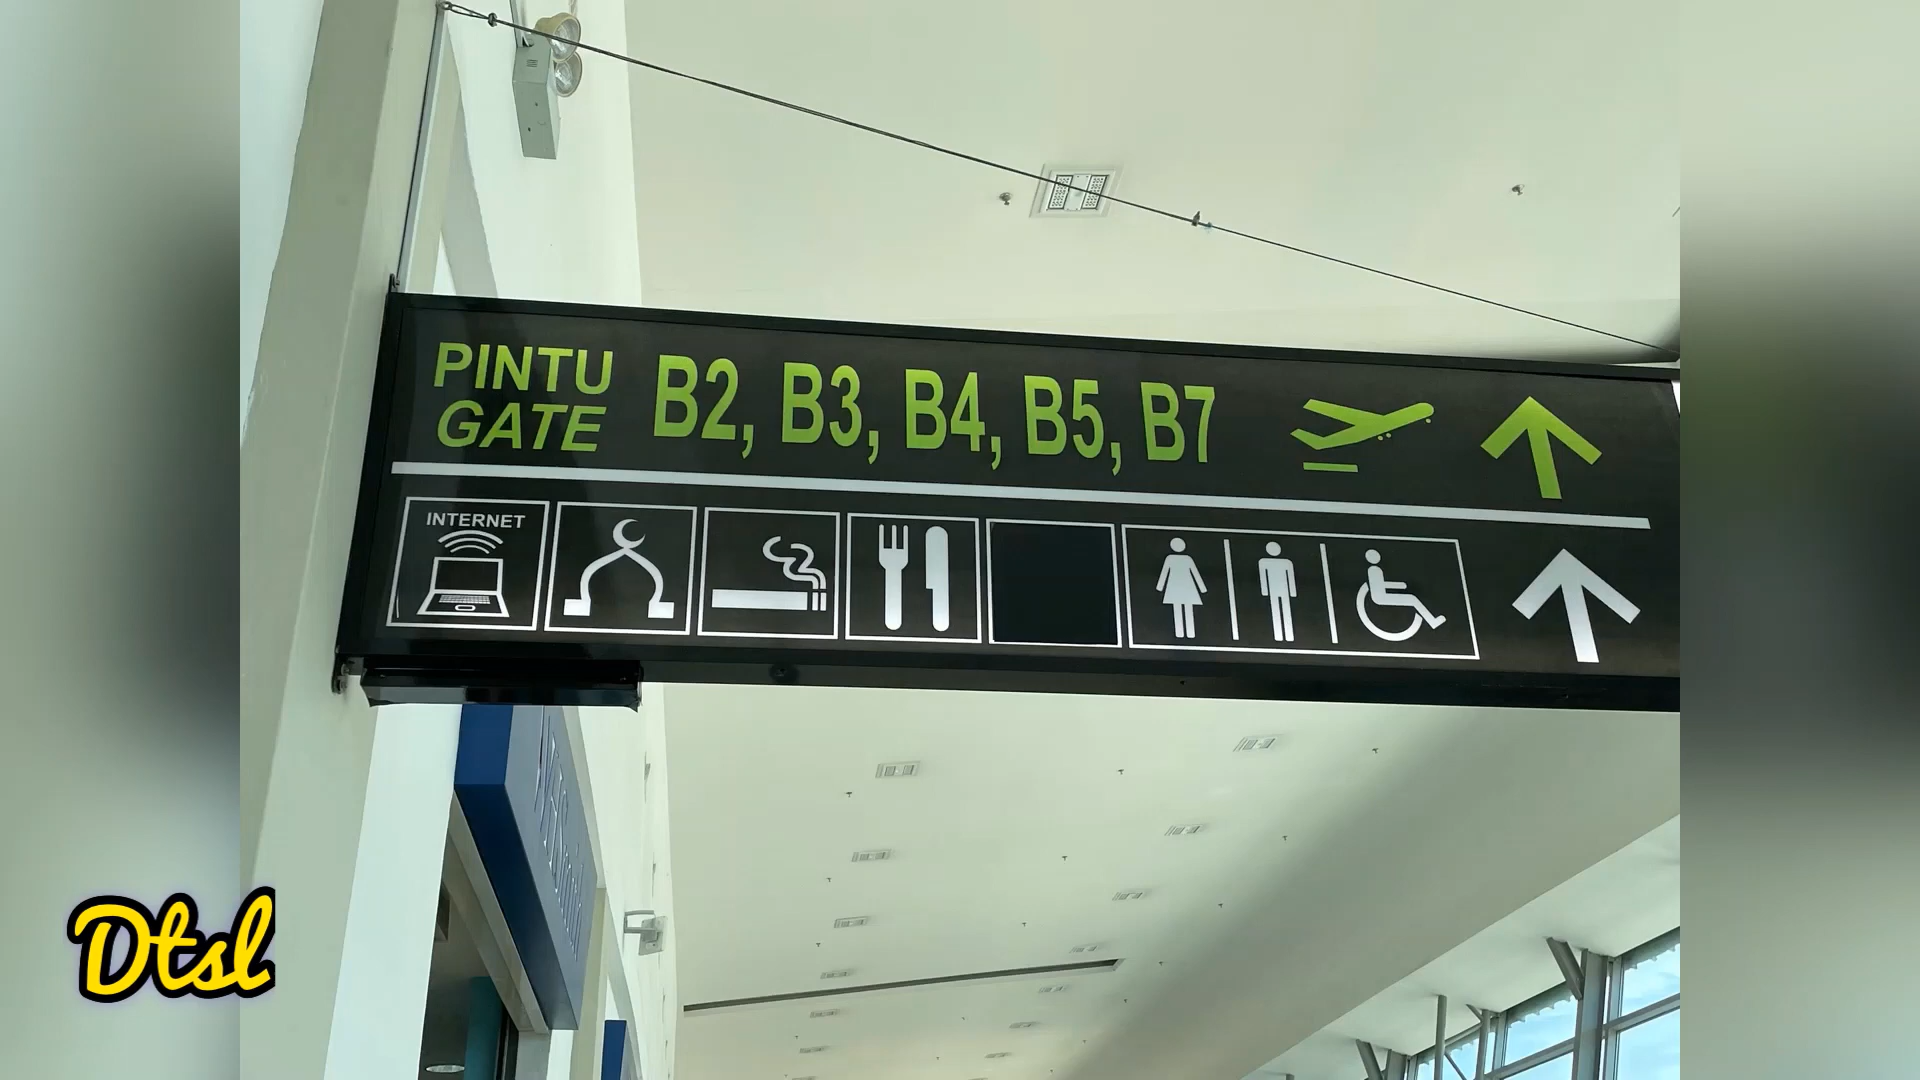 PINTU B2, B3, B4, B5, B7
GATE
INTERNET
Dtsl